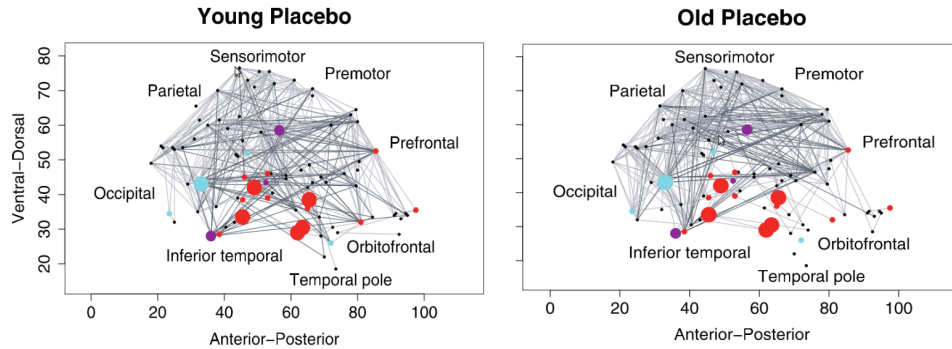 Young Placebo
Old Placebo
Ventral–Dorsal
80
70
60
50
40
30
20
Sensorimotor
Premotor
Parietal
Prefrontal
Occipital
Inferior temporal
Orbitofrontal
Temporal pole
0 20 40 60 80 100
Anterior–Posterior
Sensorimotor
Premotor
Parietal
Prefrontal
Occipital
Inferior temporal
Orbitofrontal
Temporal pole
0 20 40 60 80 100
Anterior–Posterior